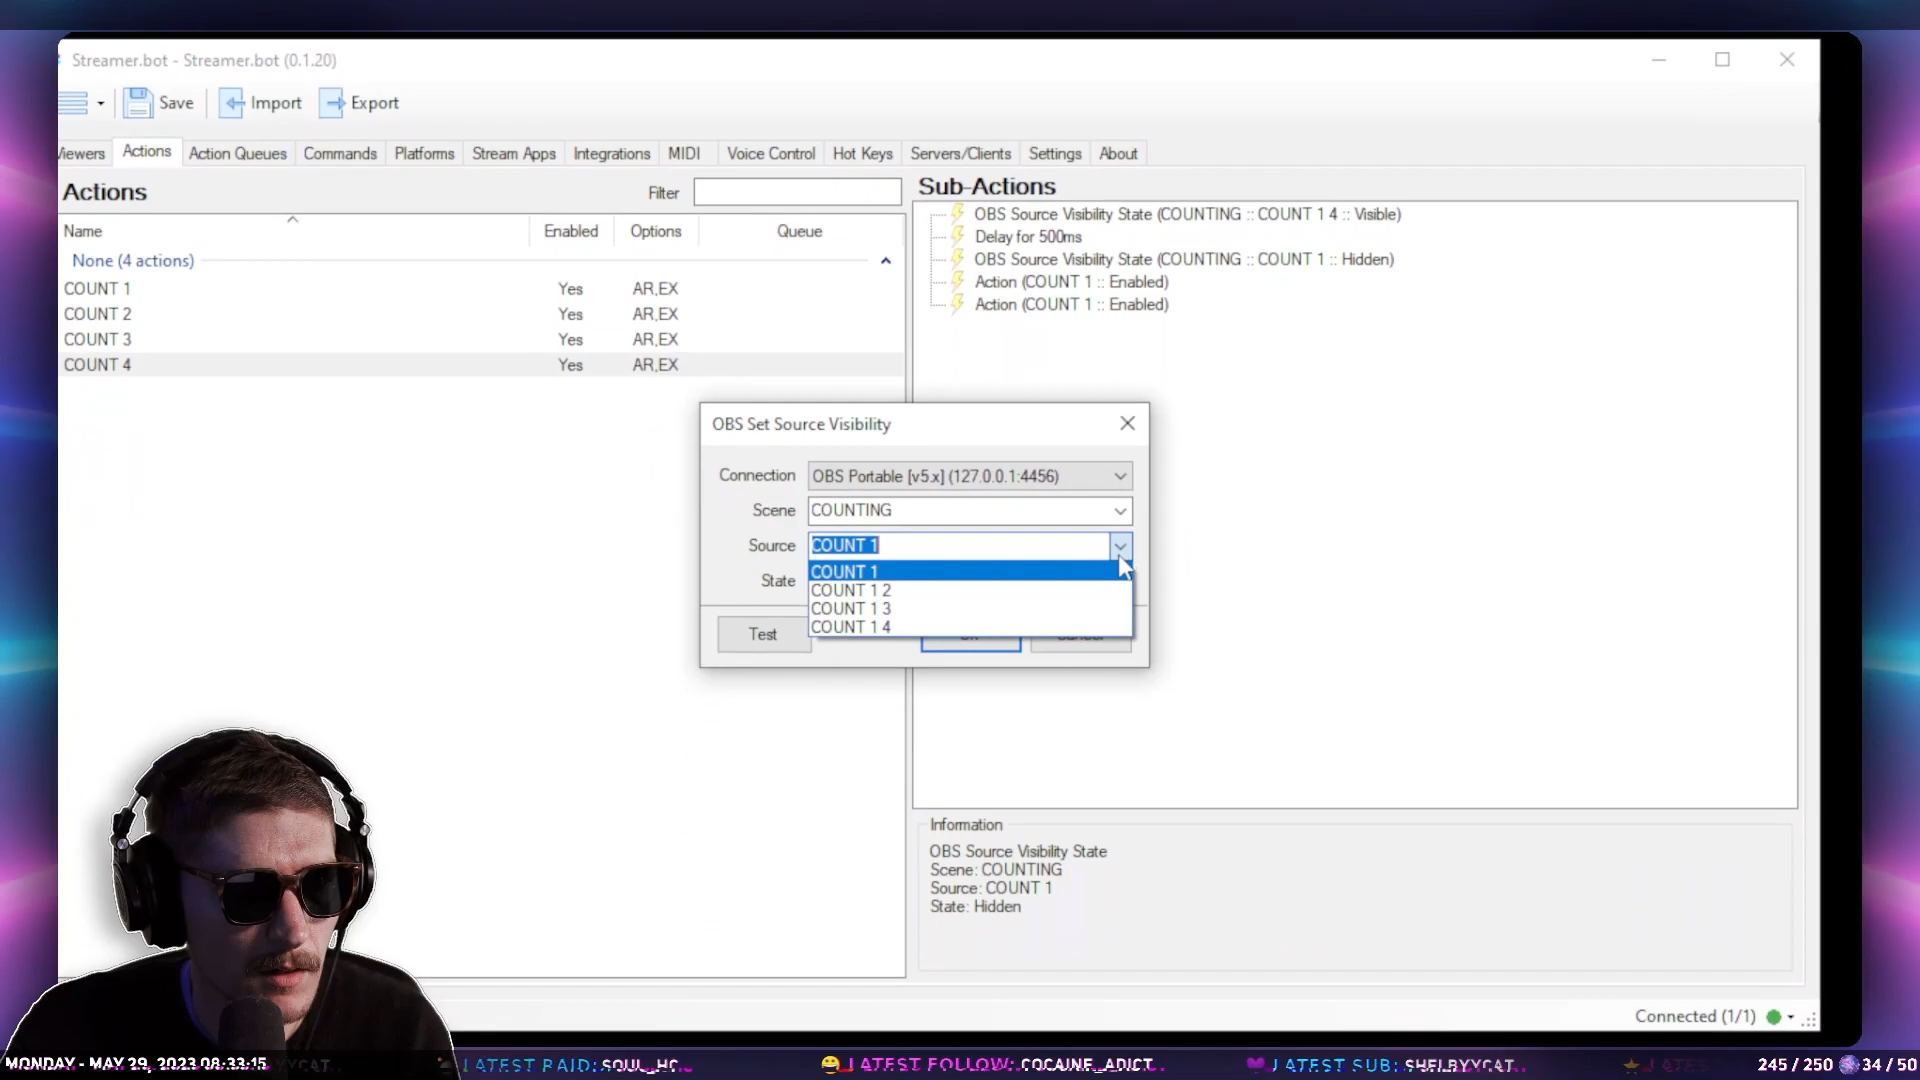 Streamer.bot - Streamer.bot (0.1.20)
Save Import Export
Viewers Actions Action Queues Commands Platforms Stream Apps Integrations MIDI Voice Control Hot Keys Servers/Clients Settings About
Actions
Filter
Name Enabled Options Queue
None (4 actions)
COUNT 1 Yes AR,EX
COUNT 2 Yes AR,EX
COUNT 3 Yes AR,EX
COUNT 4 Yes AR,EX
Sub-Actions
OBS Source Visibility State (COUNTING :: COUNT 1 4 :: Visible)
Delay for 500ms
OBS Source Visibility State (COUNTING :: COUNT 1 :: Hidden)
Action (COUNT 1 :: Enabled)
Action (COUNT 1 :: Enabled)
OBS Set Source Visibility
Connection OBS Portable [v5.x] (127.0.0.1:4456)
Scene COUNTING
Source COUNT 1
State
COUNT 1
COUNT 1 2
COUNT 1 3
COUNT 1 4
Test
Information
OBS Source Visibility State
Scene: COUNTING
Source: COUNT 1
State: Hidden
Connected (1/1)
MONDAY - MAY 29, 2023 08:33:15 LATEST RAID: SOUL_HC. LATEST FOLLOW: COCAINE_ADICT. LATEST SUB: SHELBYYCAT. 245 / 250 34 / 50